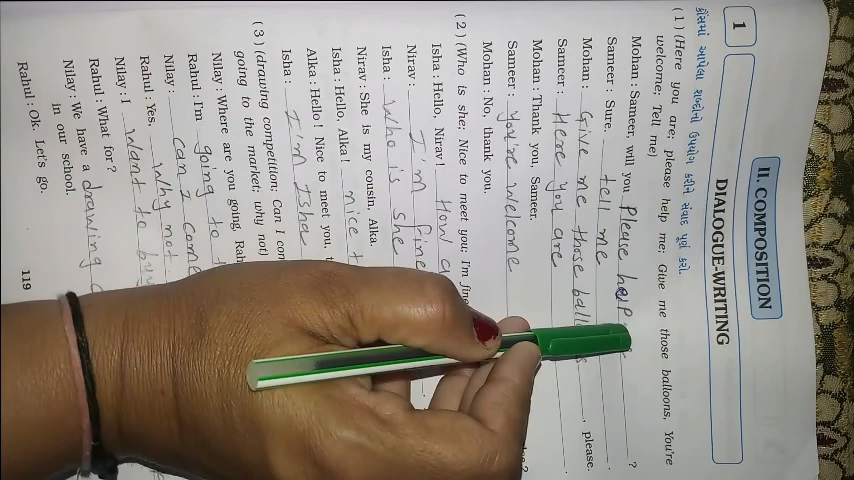 II. COMPOSITION
1
DIALOGUE-WRITING
કૌંસમાં આપેલા શબ્દોનો ઉપયોગ કરીને સંવાદ પૂર્ણ કરો.
(1) (Here you are; please help me; Give me those balloons, You're
welcome; Tell me)
Mohan : Sameer, will you Please help ?
Sameer : Sure, tell me .
Mohan : Give me those ball , please.
Sameer : Here you are .
Mohan : Thank you, Sameer.
Sameer : you're welcome
Mohan : No, thank you.
(2) (Who is she; Nice to meet you; I'm fine
Isha : Hello, Nirav! How
Nirav : I'm fine .
Isha : Who is she
Nirav : She is my cousin, Alka.
Isha : Hello, Alka! nice
Alka : Hello! Nice to meet you,
Isha : I'm Isha
(3) (drawing competition; Can I
going to the market; why not)
Nilay : Where are you going,
Rahul : I'm going to
Nilay : can I come
Rahul : Yes, why not
Nilay : I want to buy
Rahul : What for?
Nilay : We have a drawing
in our school.
Rahul : Ok. Let's go.
119